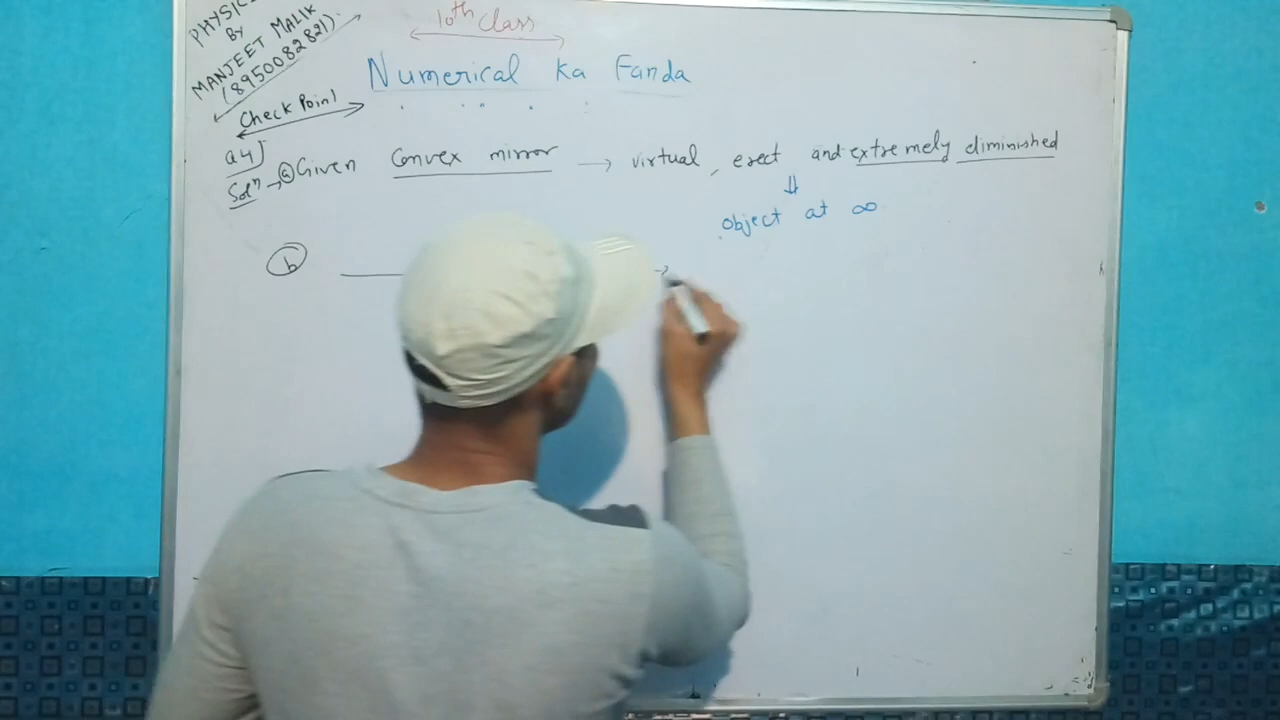 PHYSIC
By
MANJEET MALIK
(8950082821).
10th Class
Numerical ka Fanda
Check Point
Q4]
Soln → Given Convex mirror → virtual, erect and extremely diminished
⇓
object at ∞
b →